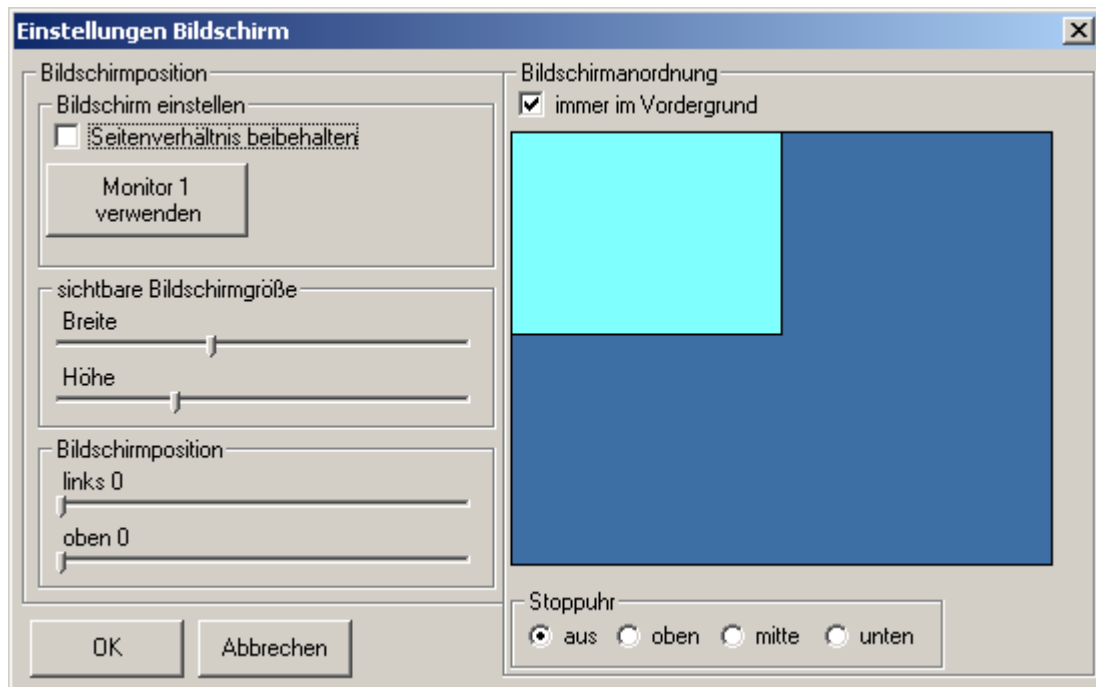 Einstellungen Bildschirm
Bildschirmposition
Bildschirm einstellen
Seitenverhältnis beibehalten
Monitor 1
verwenden
sichtbare Bildschirmgröße
Breite
Höhe
Bildschirmposition
links 0
oben 0
OK
Abbrechen
Bildschirmanordnung
immer im Vordergrund
Stoppuhr
aus
oben
mitte
unten